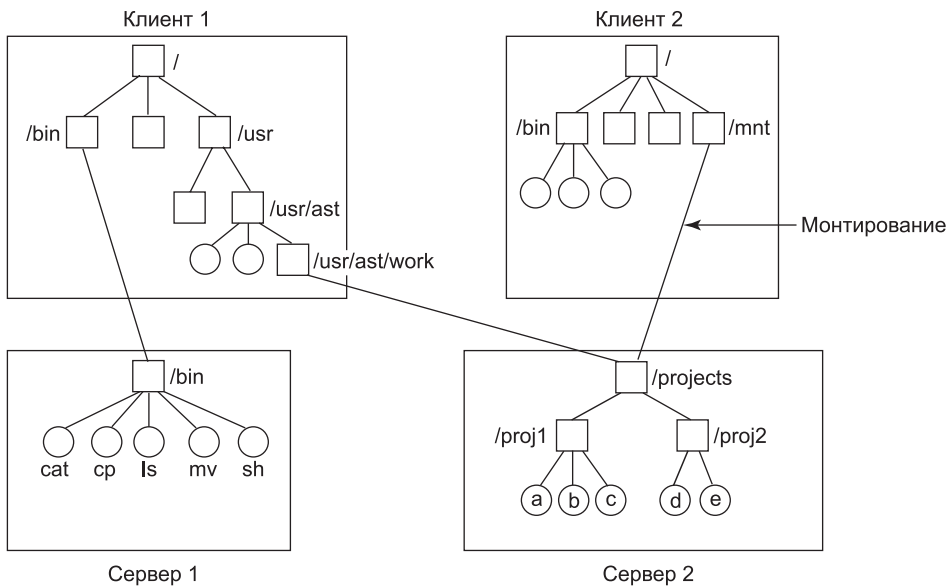 Клиент 1
Клиент 2
/
/
/bin
/usr
/bin
/mnt
/usr/ast
Монтирование
/usr/ast/work
/bin
/projects
/proj1
/proj2
cat
cp
ls
mv
sh
a
b
c
d
e
Сервер 1
Сервер 2